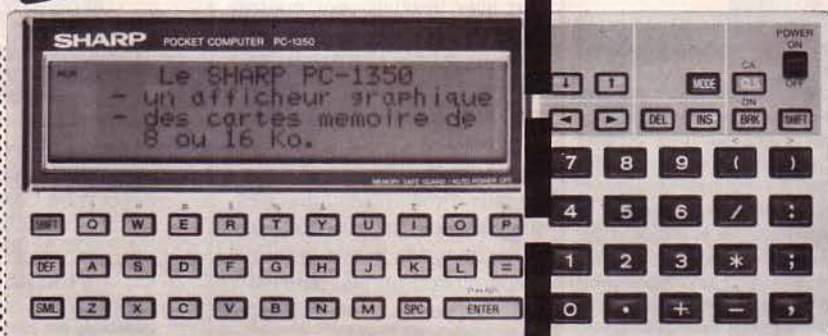 SHARP POCKET COMPUTER PC-1350
RUN
Le SHARP PC-1350
- un afficheur graphique
- des cartes memoire de
8 ou 16 Ko.
MEMORY SAFE GUARD / AUTO POWER OFF
POWER
ON
OFF
CA
↓ ↑ MODE
ON
◄ ► DEL INS BRK SHIFT
< >
7 8 9 ( )
4 5 6 / :
1 2 3 * ;
0 . + - ,
! " # $ % &
SHIFT Q W E R T Y U I O P
DEF A S D F G H J K L =
SML Z X C V B N M SPC ENTER